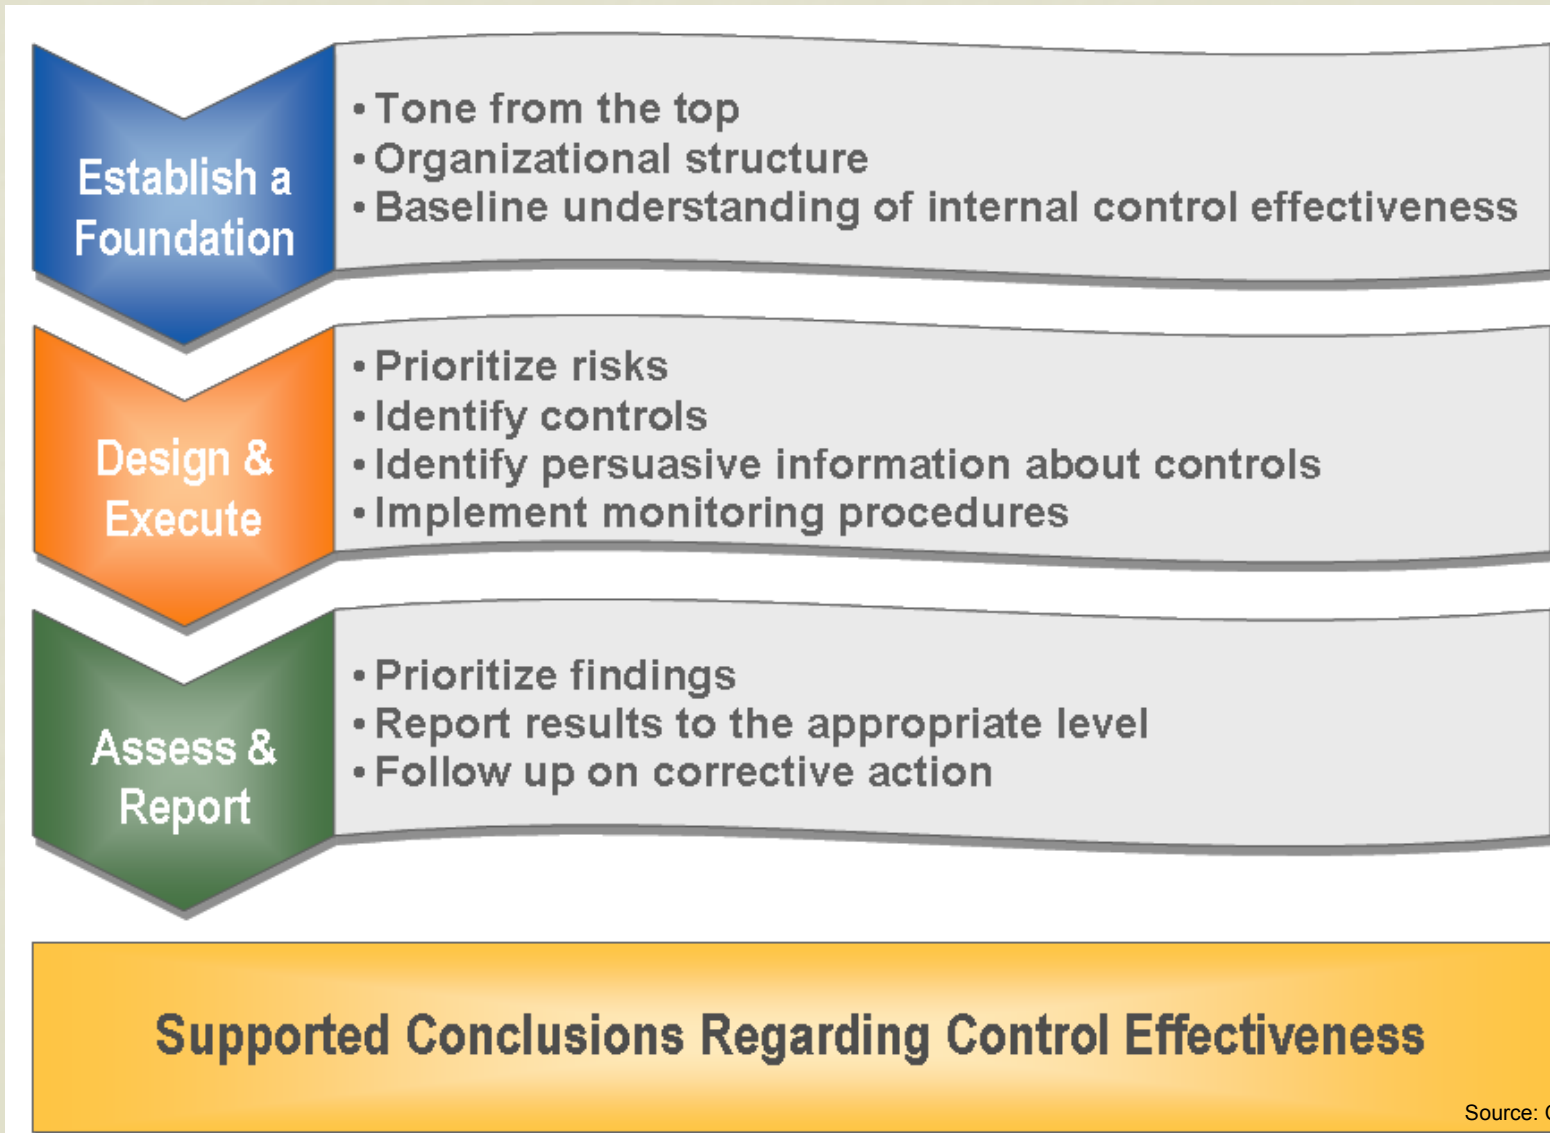 Establish a
Foundation
• Tone from the top
• Organizational structure
• Baseline understanding of internal control effectiveness
Design &
Execute
• Prioritize risks
• Identify controls
• Identify persuasive information about controls
• Implement monitoring procedures
Assess &
Report
• Prioritize findings
• Report results to the appropriate level
• Follow up on corrective action
Supported Conclusions Regarding Control Effectiveness
Source: